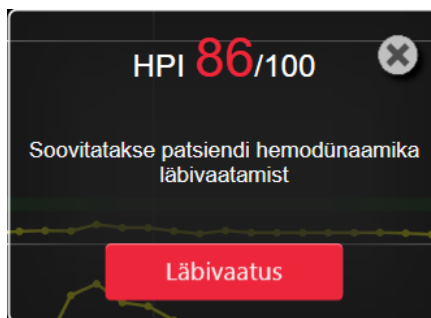 HPI 86/100
Soovitatakse patsiendi hemodünaamika
läbivaatamist
Läbivaatus